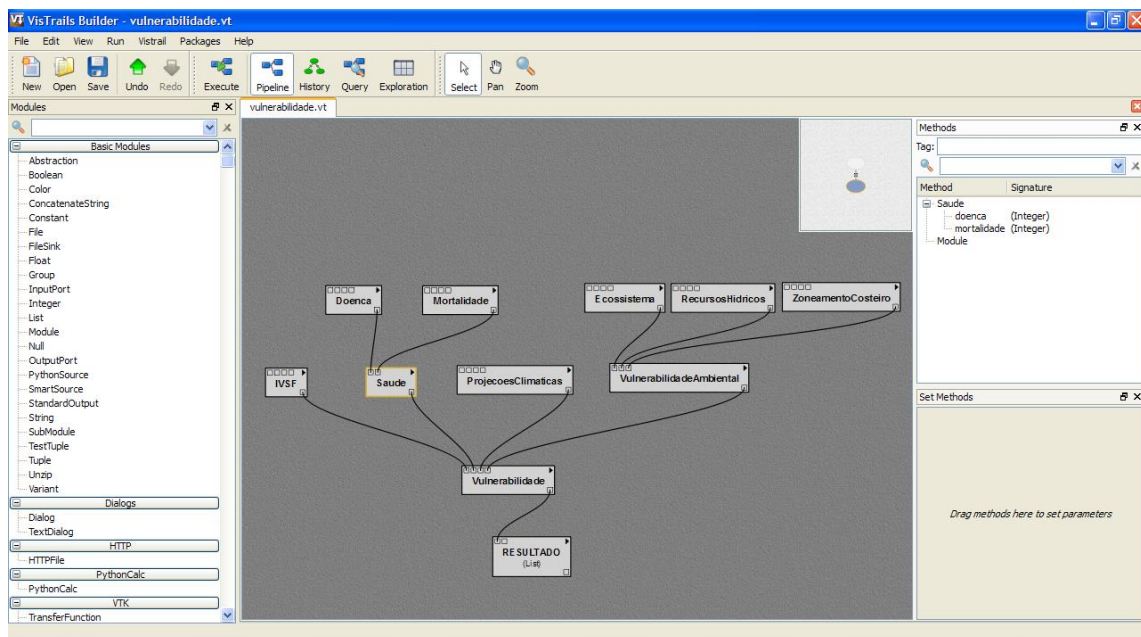 VisTrails Builder - vulnerabilidade.vt
File Edit View Run Vistrail Packages Help
New Open Save Undo Redo Execute Pipeline History Query Exploration Select Pan Zoom
Modules
vulnerabilidade.vt
Basic Modules
Abstraction
Boolean
Color
ConcatenateString
Constant
File
FileSink
Float
Group
InputPort
Integer
List
Module
Null
OutputPort
PythonSource
SmartSource
StandardOutput
String
SubModule
TestTuple
Tuple
Unzip
Variant
Dialogs
Dialog
TextDialog
HTTP
HTTPFile
PythonCalc
PythonCalc
VTK
TransferFunction
Doenca Mortalidade Ecossistema RecursosHidricos ZoneamentoCosteiro
IVSF Saude ProjecoesClimaticas VulnerabilidadeAmbiental
Vulnerabilidade
RESULTADO
(List)
Methods
Tag:
Method Signature
Saude
doenca (Integer)
mortalidade (Integer)
Module
Set Methods
Drag methods here to set parameters